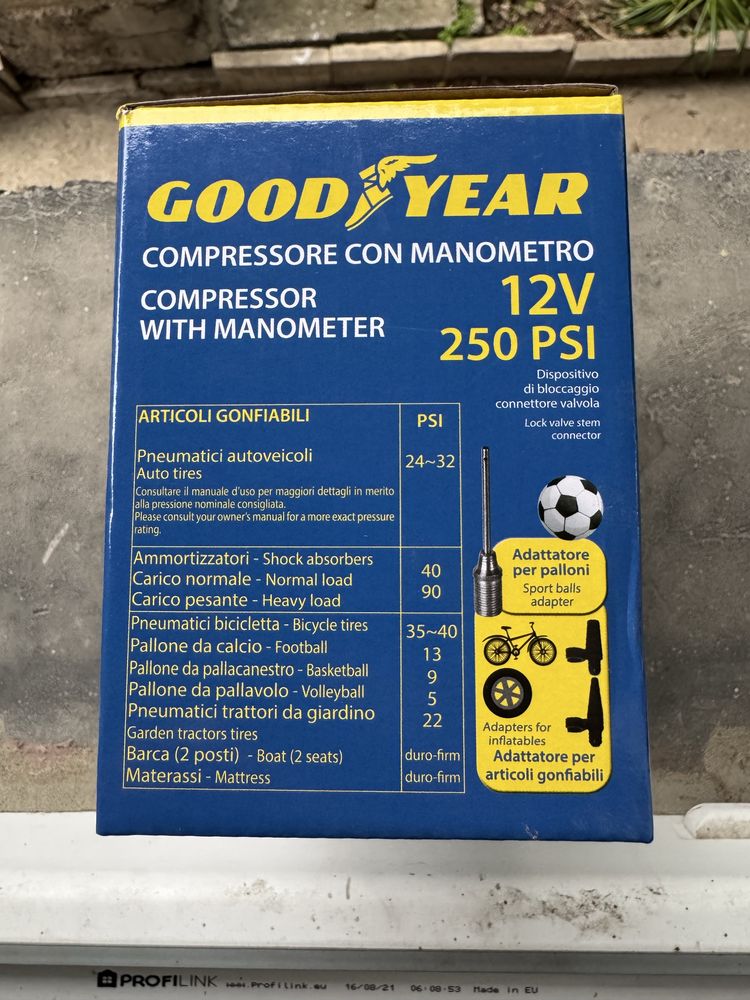 GOODYEAR
COMPRESSORE CON MANOMETRO
COMPRESSOR
WITH MANOMETER
12V
250 PSI
Dispositivo
di bloccaggio
connettore valvola
Lock valve stem
connector
ARTICOLI GONFIABILI PSI
Pneumatici autoveicoli 24~32
Auto tires
Consultare il manuale d'uso per maggiori dettagli in merito
alla pressione nominale consigliata.
Please consult your owner's manual for a more exact pressure
rating.
Ammortizzatori - Shock absorbers
Carico normale - Normal load 40
Carico pesante - Heavy load 90
Pneumatici bicicletta - Bicycle tires 35~40
Pallone da calcio - Football 13
Pallone da pallacanestro - Basketball 9
Pallone da pallavolo - Volleyball 5
Pneumatici trattori da giardino 22
Garden tractors tires
Barca (2 posti) - Boat (2 seats) duro-firm
Materassi - Mattress duro-firm
Adattatore
per palloni
Sport balls
adapter
Adapters for
inflatables
Adattatore per
articoli gonfiabili
PROFILINK www.profilink.eu 16/08/21 06:08:53 Made in EU